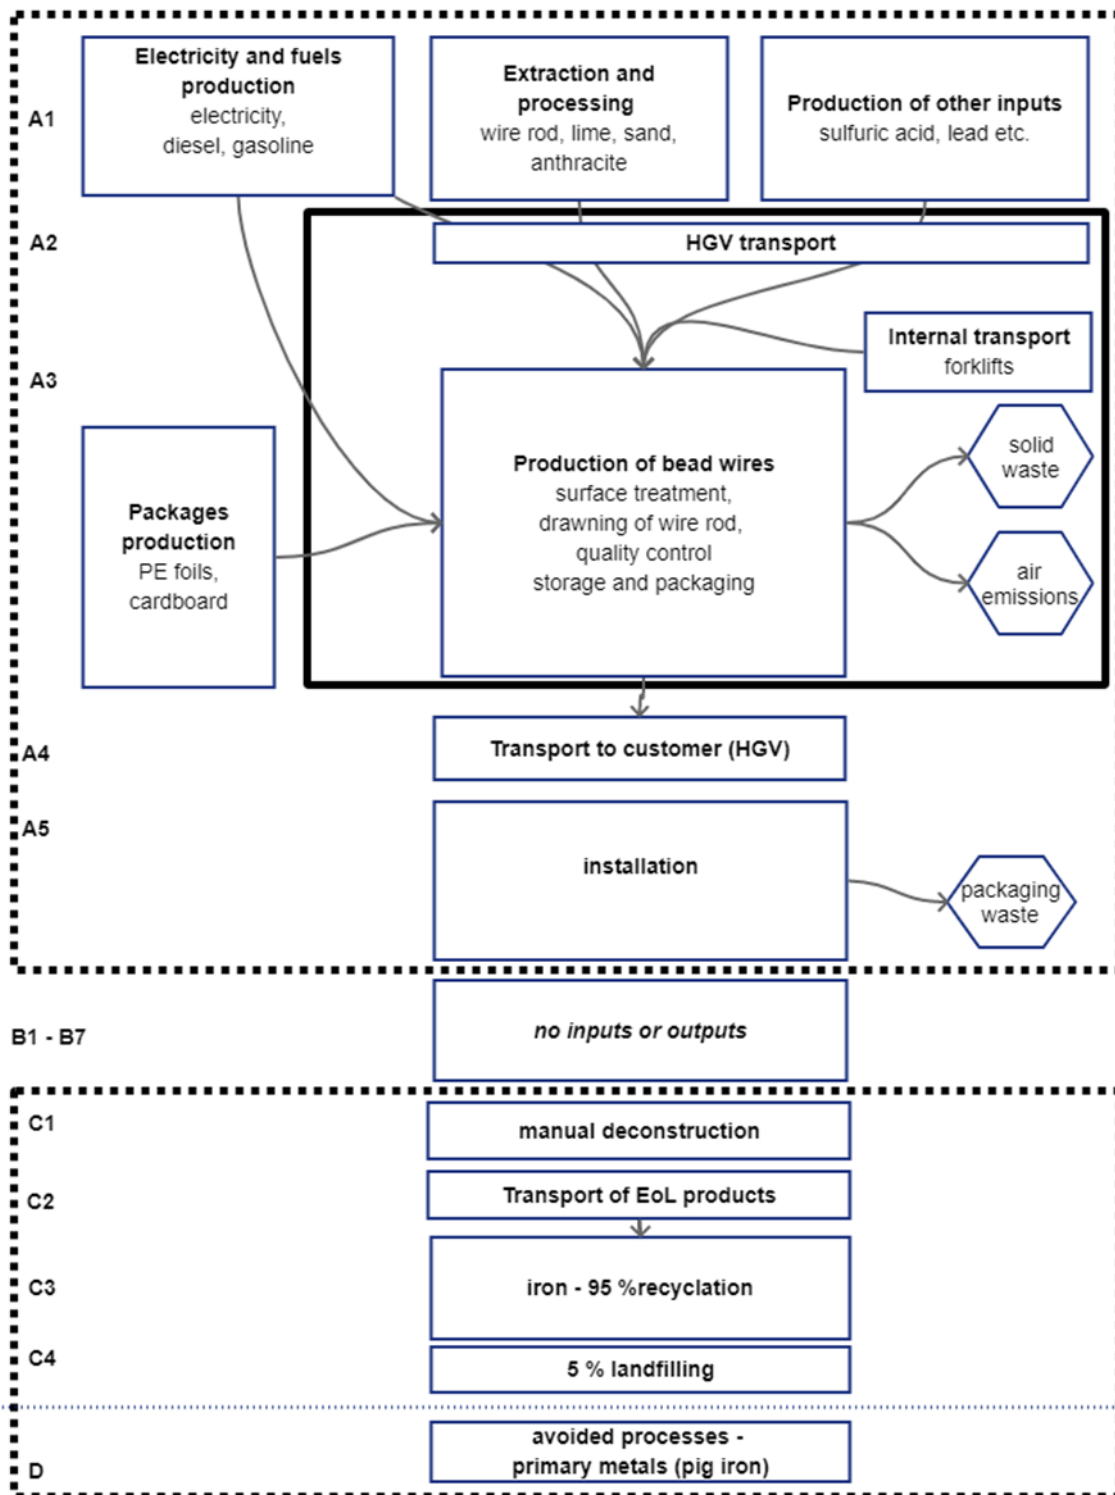 A1
Electricity and fuels
production
electricity,
diesel, gasoline
Extraction and
processing
wire rod, lime, sand,
anthracite
Production of other inputs
sulfuric acid, lead etc.
A2
HGV transport
Internal transport
forklifts
A3
Packages
production
PE foils,
cardboard
Production of bead wires
surface treatment,
drawning of wire rod,
quality control
storage and packaging
solid
waste
air
emissions
A4
Transport to customer (HGV)
A5
installation
packaging
waste
B1 - B7
no inputs or outputs
C1
manual deconstruction
C2
Transport of EoL products
C3
iron - 95 %recyclation
C4
5 % landfilling
D
avoided processes -
primary metals (pig iron)